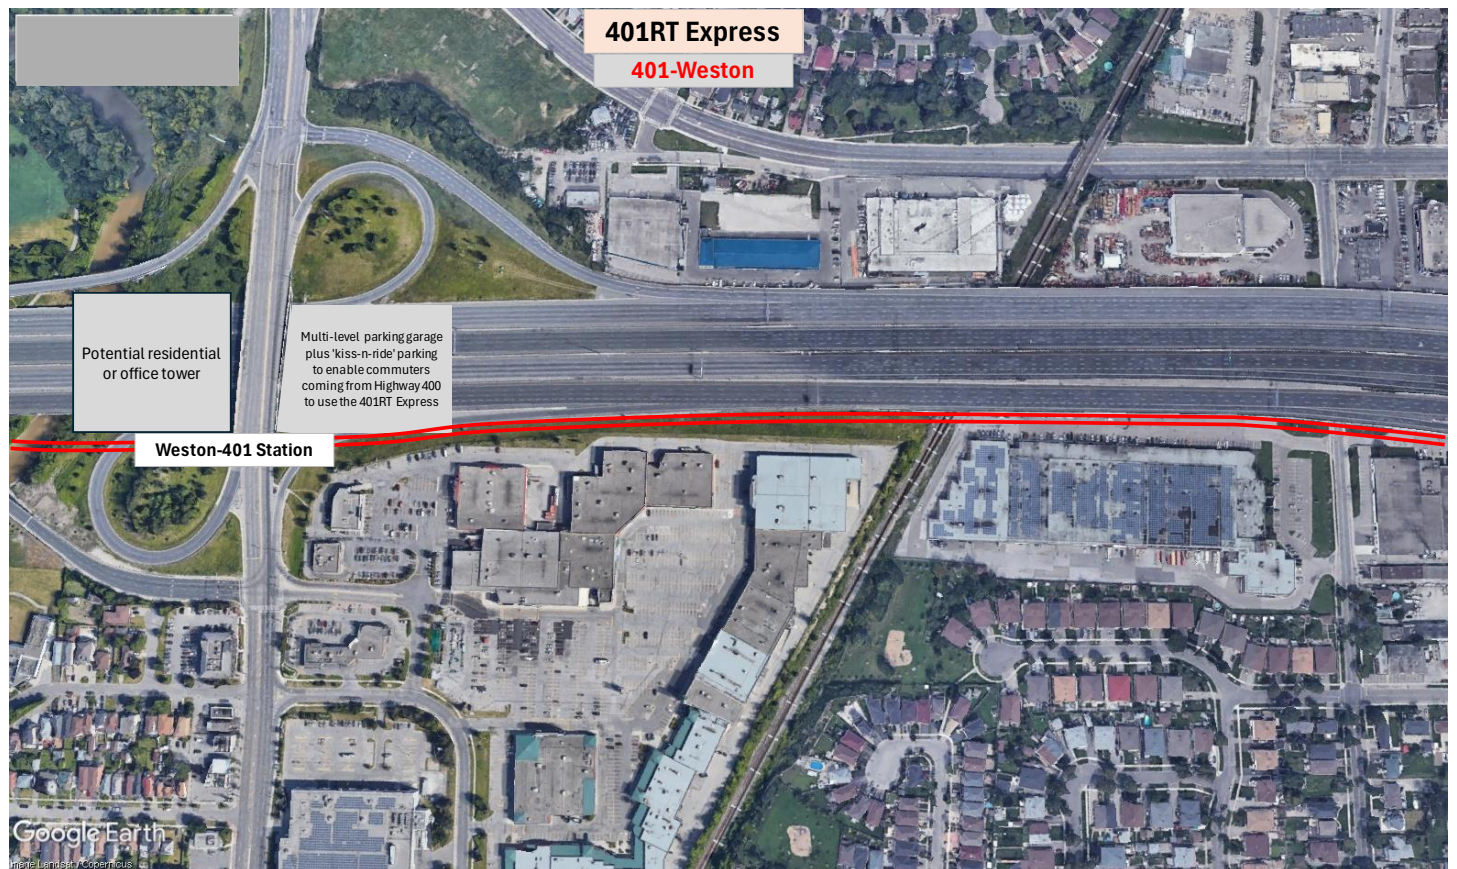 401RT Express
401-Weston
Potential residential
or office tower
Multi-level parking garage
plus 'kiss-n-ride' parking
to enable commuters
coming from Highway 400
to use the 401RT Express
Weston-401 Station
Google Earth
Image Landsat / Copernicus